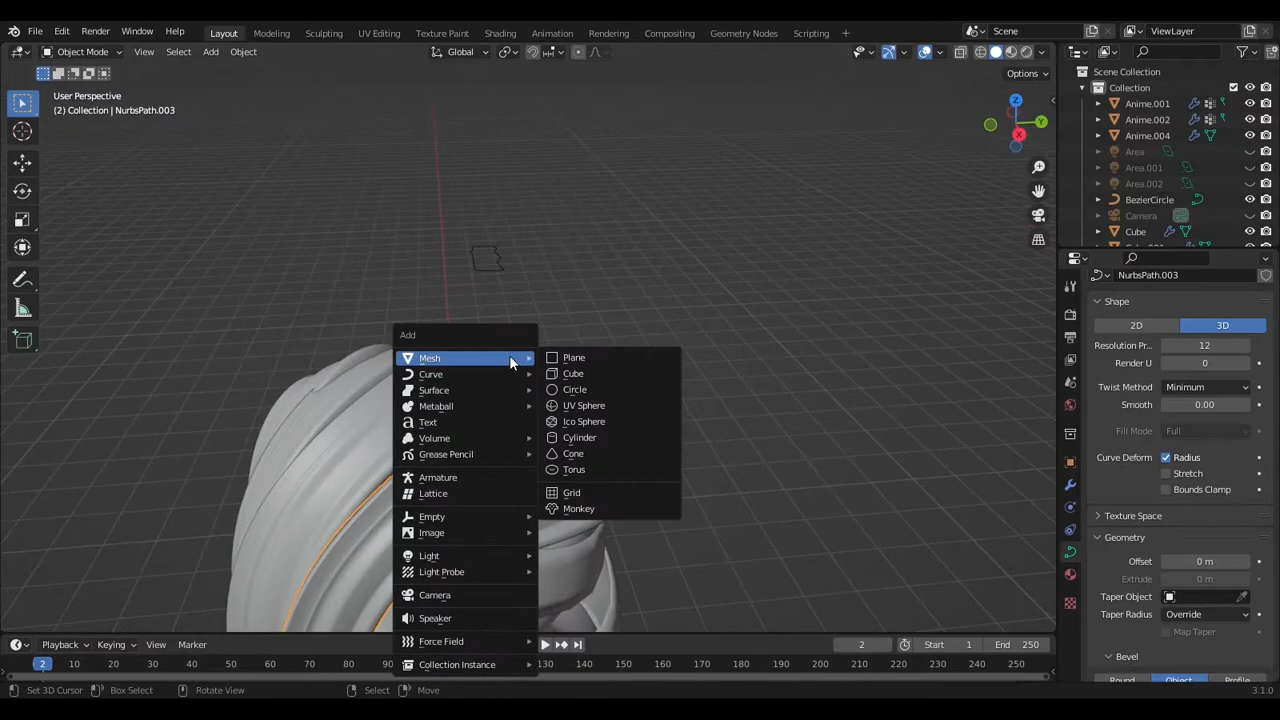 File Edit Render Window Help Layout Modeling Sculpting UV Editing Texture Paint Shading Animation Rendering Compositing Geometry Nodes Scripting + Scene ViewLayer
Object Mode View Select Add Object Global
Options
User Perspective
(2) Collection | NurbsPath.003
Z
Y
X
Scene Collection
Collection
Anime.001
Anime.002
Anime.004
Area
Area.001
Area.002
BezierCircle
Camera
Cube
NurbsPath.003
Shape
2D 3D
Resolution Pr... 12
Render U 0
Twist Method Minimum
Smooth 0.00
Fill Mode Full
Curve Deform Radius
Stretch
Bounds Clamp
Texture Space
Geometry
Offset 0 m
Extrude 0 m
Taper Object
Taper Radius Override
Map Taper
Bevel
Round Object Profile
Add
Mesh
Curve
Surface
Metaball
Text
Volume
Grease Pencil
Armature
Lattice
Empty
Image
Light
Light Probe
Camera
Speaker
Force Field
Collection Instance
Plane
Cube
Circle
UV Sphere
Ico Sphere
Cylinder
Cone
Torus
Grid
Monkey
Playback Keying View Marker 2 Start 1 End 250
2 10 20 30 40 50 60 70 80 90 130 140 150 160 170 180 190 200 210 220 230 240 250
Set 3D Cursor Box Select Rotate View Select Move 3.1.0